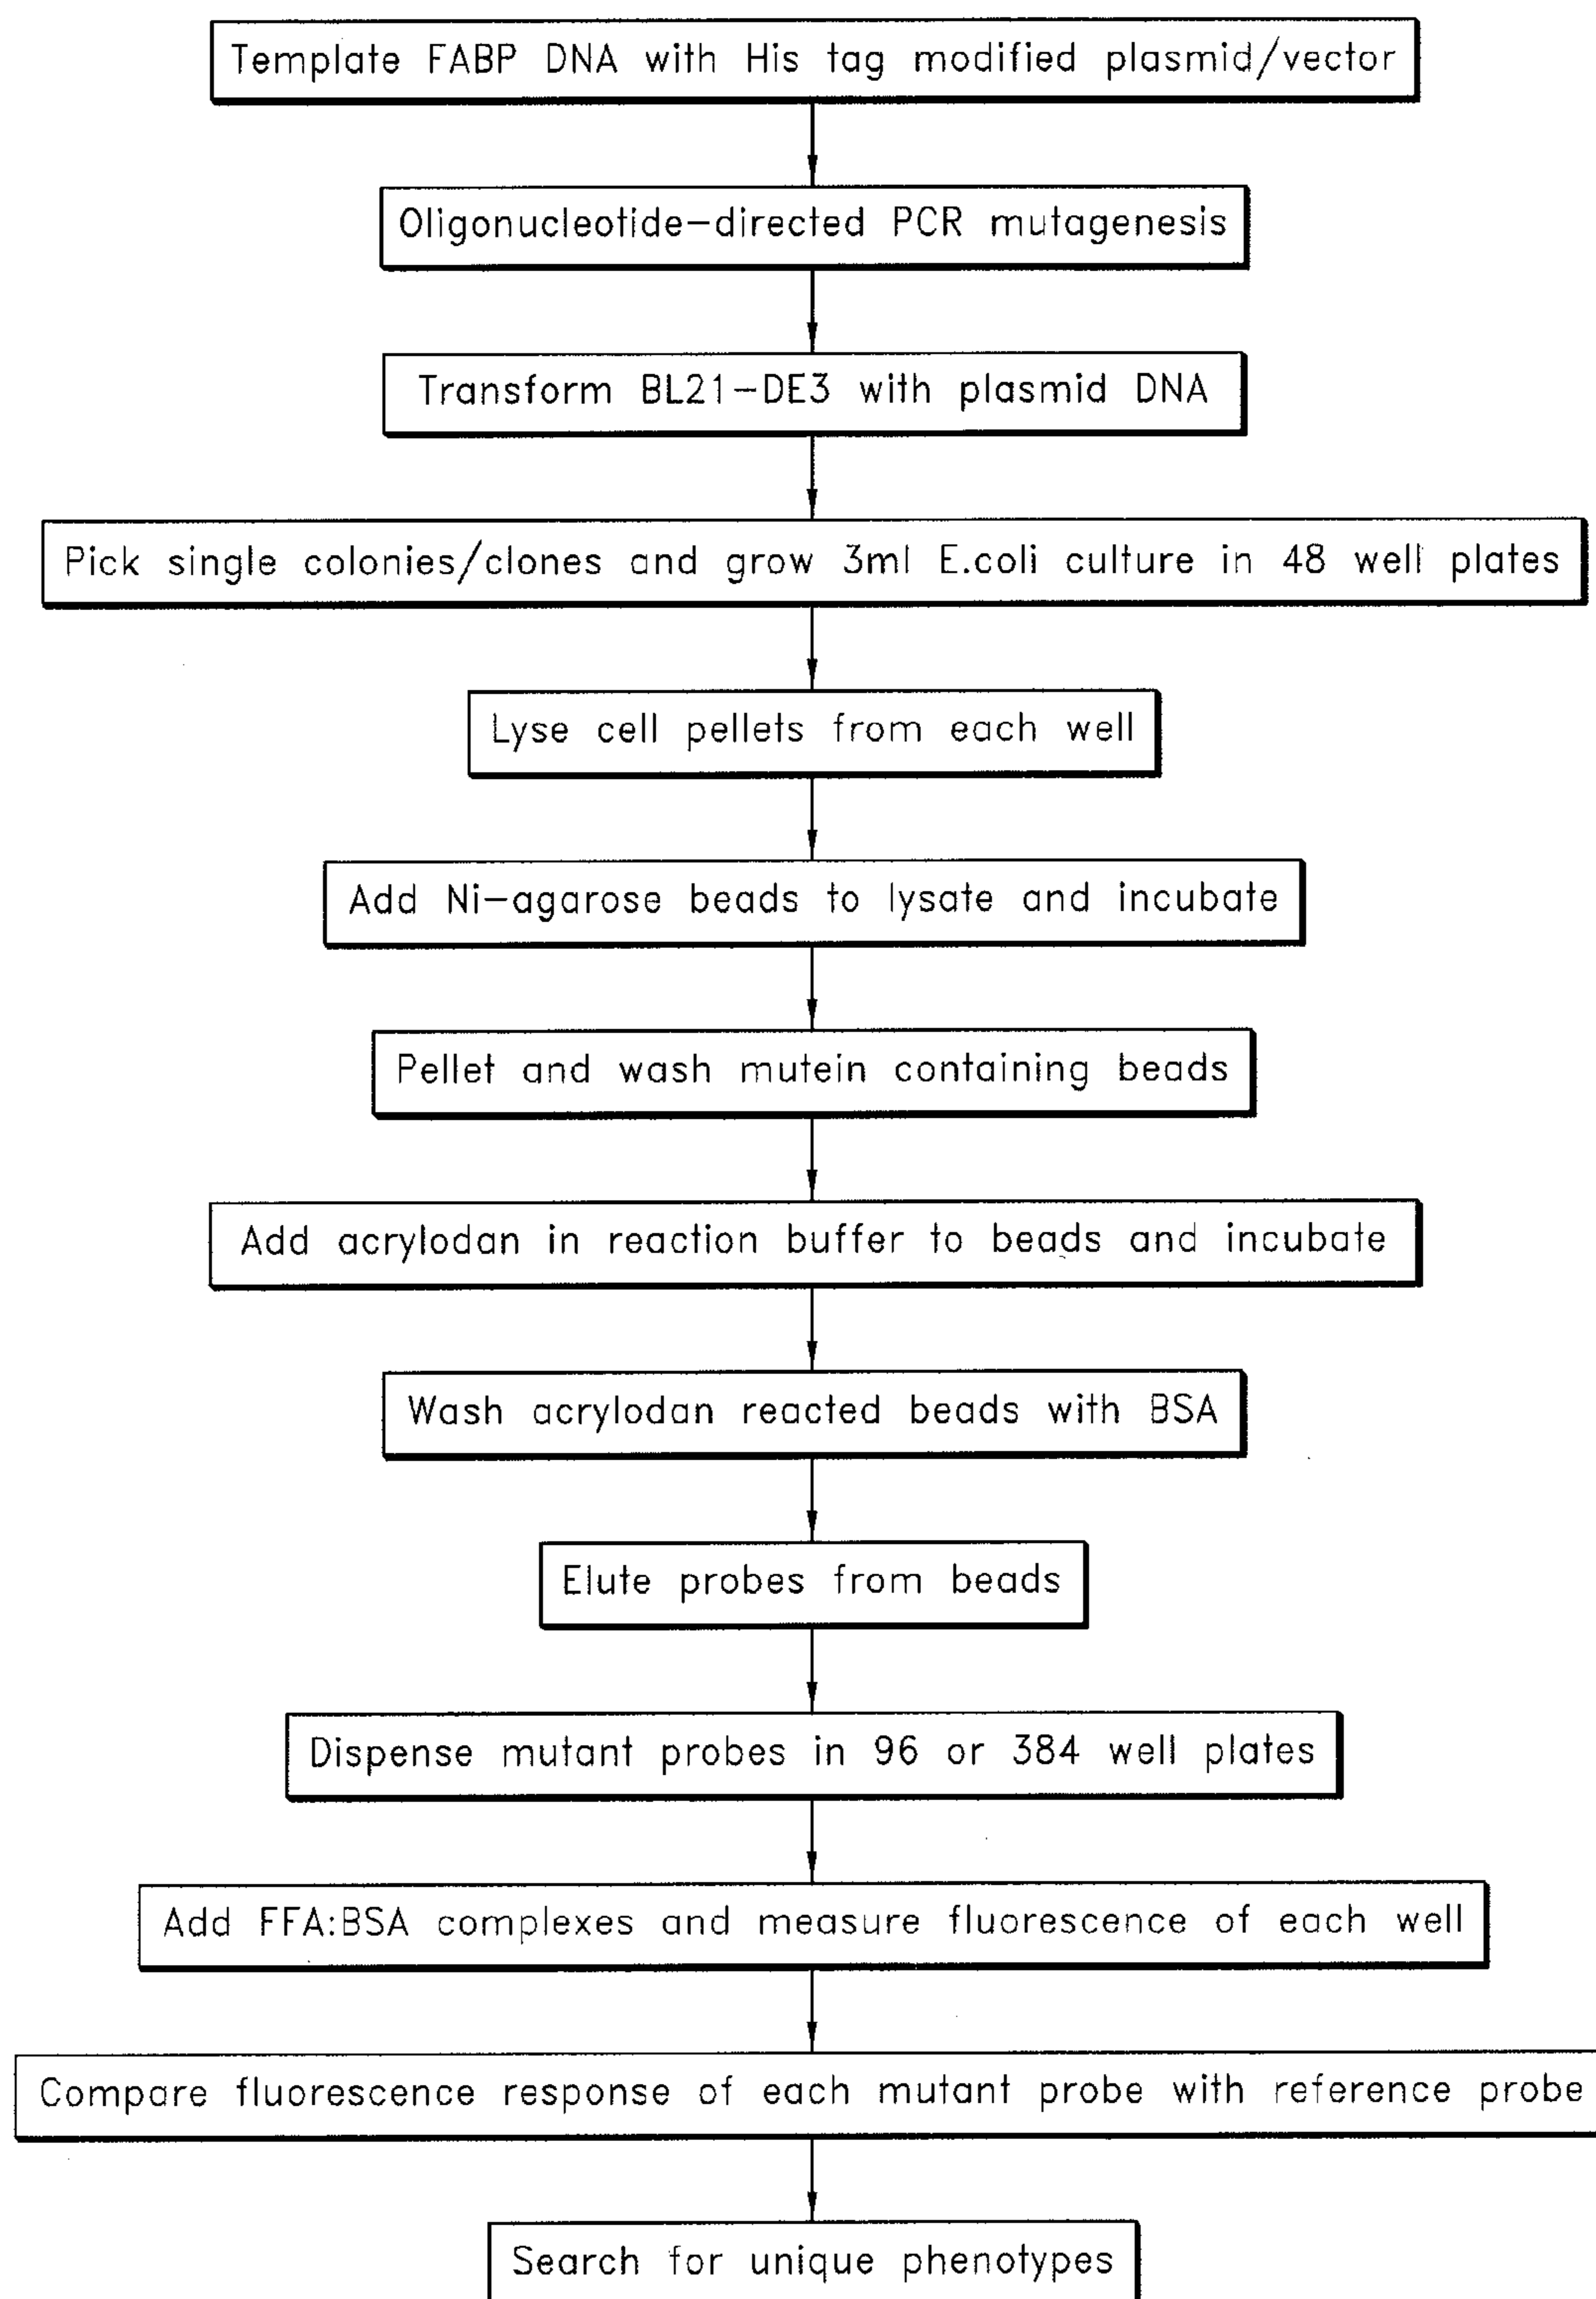 Template FABP DNA with His tag modified plasmid/vector
Oligonucleotide-directed PCR mutagenesis
Transform BL21-DE3 with plasmid DNA
Pick single colonies/clones and grow 3ml E.coli culture in 48 well plates
Lyse cell pellets from each well
Add Ni-agarose beads to lysate and incubate
Pellet and wash mutein containing beads
Add acrylodan in reaction buffer to beads and incubate
Wash acrylodan reacted beads with BSA
Elute probes from beads
Dispense mutant probes in 96 or 384 well plates
Add FFA:BSA complexes and measure fluorescence of each well
Compare fluorescence response of each mutant probe with reference probe
Search for unique phenotypes